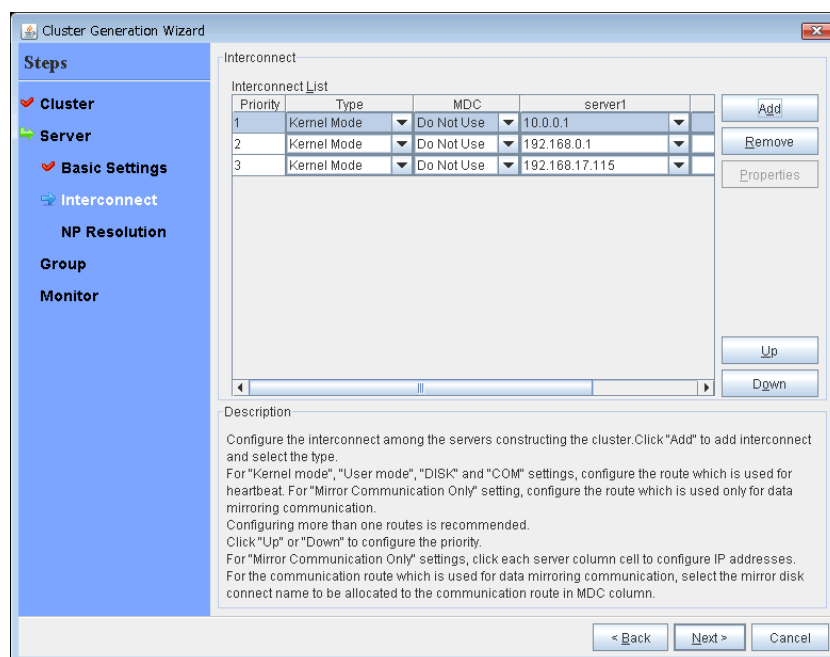 Cluster Generation Wizard
Steps
Cluster
Server
Basic Settings
Interconnect
NP Resolution
Group
Monitor
Interconnect
Interconnect List
Priority Type MDC server1
1 Kernel Mode Do Not Use 10.0.0.1
2 Kernel Mode Do Not Use 192.168.0.1
3 Kernel Mode Do Not Use 192.168.17.115
Add
Remove
Properties
Up
Down
Description
Configure the interconnect among the servers constructing the cluster.Click "Add" to add interconnect
and select the type.
For "Kernel mode", "User mode", "DISK" and "COM" settings, configure the route which is used for
heartbeat. For "Mirror Communication Only" setting, configure the route which is used only for data
mirroring communication.
Configuring more than one routes is recommended.
Click "Up" or "Down" to configure the priority.
For "Mirror Communication Only" settings, click each server column cell to configure IP addresses.
For the communication route which is used for data mirroring communication, select the mirror disk
connect name to be allocated to the communication route in MDC column.
< Back Next > Cancel